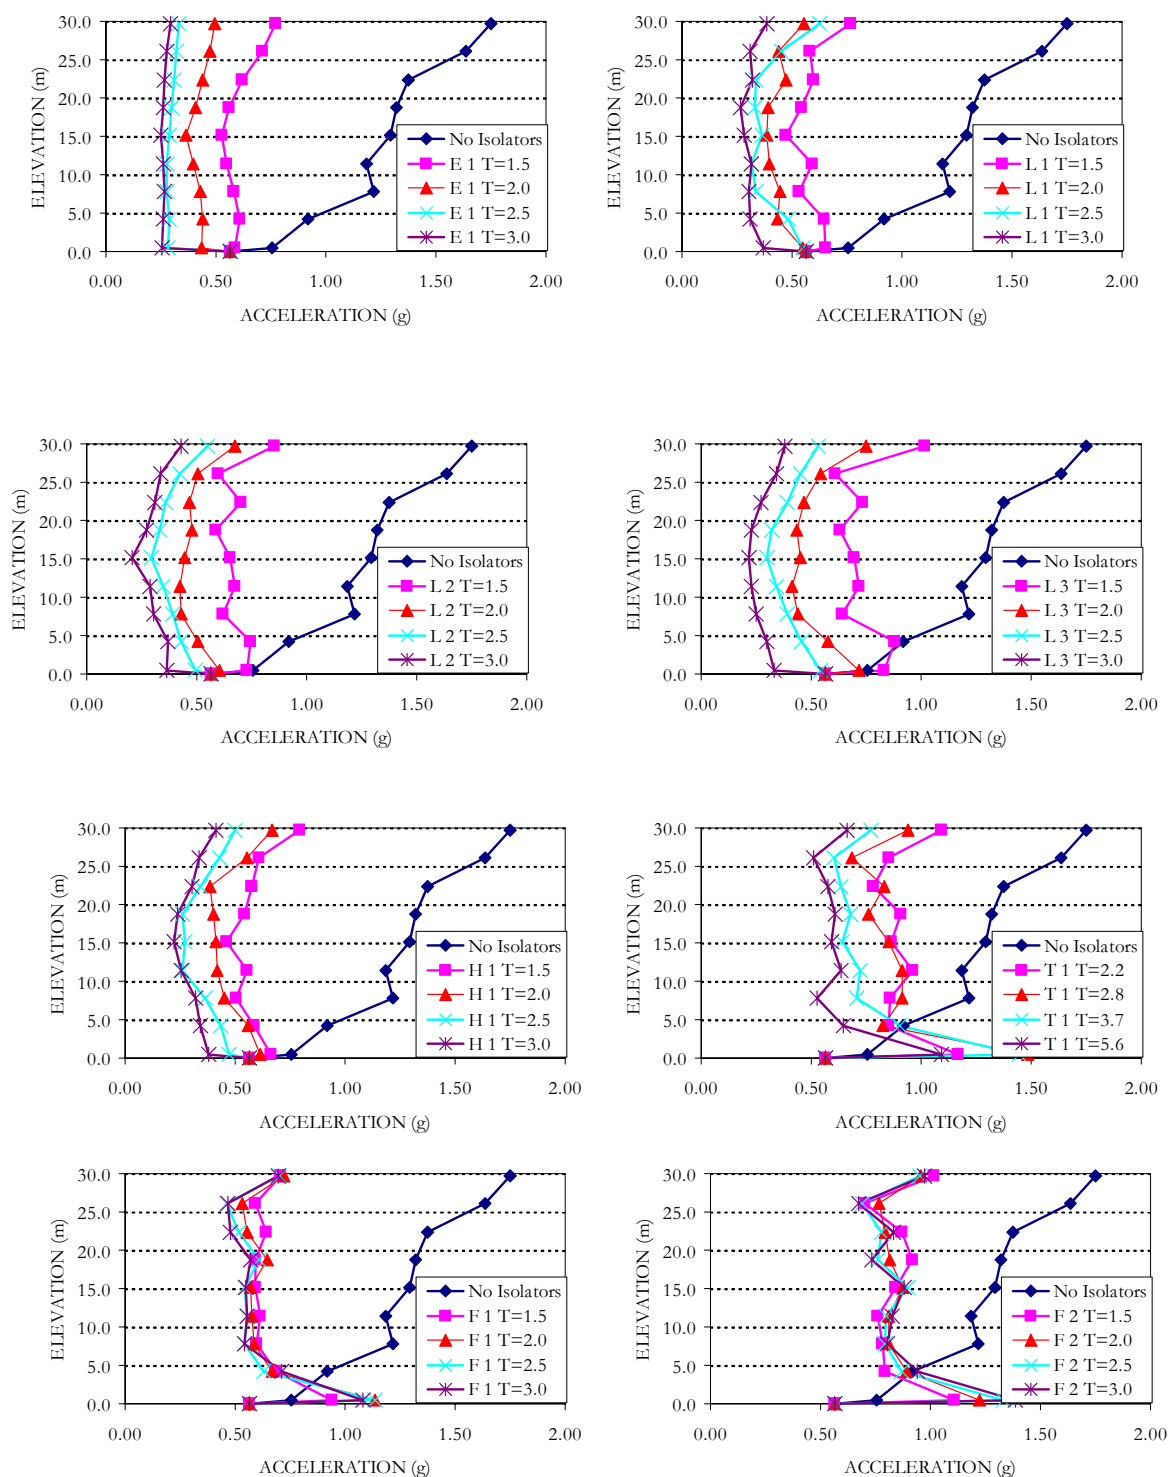 30.0
25.0
20.0
15.0
10.0
5.0
0.0
ELEVATION (m)
0.00 0.50 1.00 1.50 2.00
ACCELERATION (g)
No Isolators
E 1 T=1.5
E 1 T=2.0
E 1 T=2.5
E 1 T=3.0
30.0
25.0
20.0
15.0
10.0
5.0
0.0
ELEVATION (m)
0.00 0.50 1.00 1.50 2.00
ACCELERATION (g)
No Isolators
L 1 T=1.5
L 1 T=2.0
L 1 T=2.5
L 1 T=3.0
30.0
25.0
20.0
15.0
10.0
5.0
0.0
ELEVATION (m)
0.00 0.50 1.00 1.50 2.00
ACCELERATION (g)
No Isolators
L 2 T=1.5
L 2 T=2.0
L 2 T=2.5
L 2 T=3.0
30.0
25.0
20.0
15.0
10.0
5.0
0.0
ELEVATION (m)
0.00 0.50 1.00 1.50 2.00
ACCELERATION (g)
No Isolators
L 3 T=1.5
L 3 T=2.0
L 3 T=2.5
L 3 T=3.0
30.0
25.0
20.0
15.0
10.0
5.0
0.0
ELEVATION (m)
0.00 0.50 1.00 1.50 2.00
ACCELERATION (g)
No Isolators
H 1 T=1.5
H 1 T=2.0
H 1 T=2.5
H 1 T=3.0
30.0
25.0
20.0
15.0
10.0
5.0
0.0
ELEVATION (m)
0.00 0.50 1.00 1.50 2.00
ACCELERATION (g)
No Isolators
T 1 T=2.2
T 1 T=2.8
T 1 T=3.7
T 1 T=5.6
30.0
25.0
20.0
15.0
10.0
5.0
0.0
ELEVATION (m)
0.00 0.50 1.00 1.50 2.00
ACCELERATION (g)
No Isolators
F 1 T=1.5
F 1 T=2.0
F 1 T=2.5
F 1 T=3.0
30.0
25.0
20.0
15.0
10.0
5.0
0.0
ELEVATION (m)
0.00 0.50 1.00 1.50 2.00
ACCELERATION (g)
No Isolators
F 2 T=1.5
F 2 T=2.0
F 2 T=2.5
F 2 T=3.0